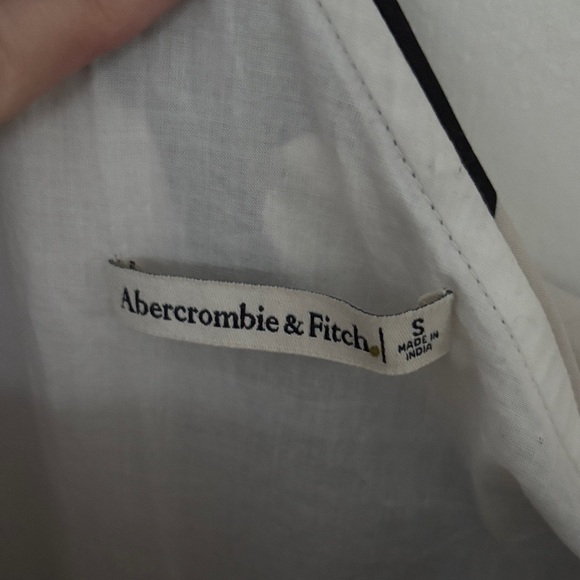 Abercrombie & Fitch.
S
MADE IN
INDIA